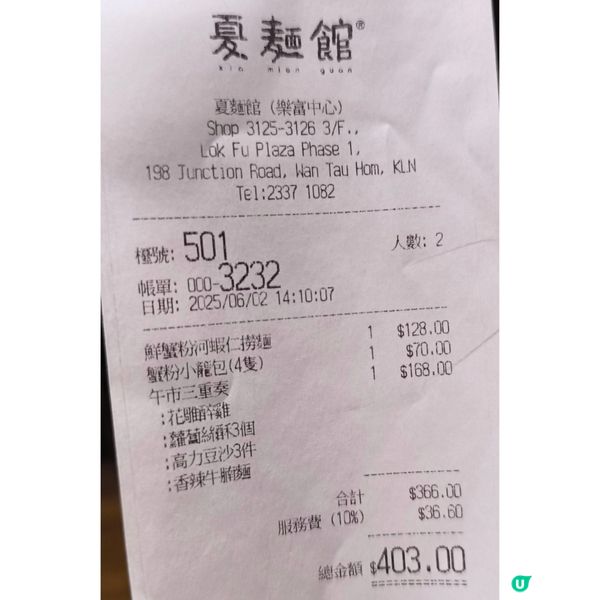 夏麵館®
xia mian guan
夏麵館 (樂富中心)
Shop 3125-3126 3/F.,
Lok Fu Plaza Phase 1,
198 Junction Road, Wan Tau Hom, KLN
Tel:2337 1082
檯號: 501 人數: 2
帳單: 000-3232
日期: 2025/06/02 14:10:07
鮮蟹粉河蝦仁撈麵 1 $128.00
蟹粉小籠包(4隻) 1 $70.00
午市三重奏 1 $168.00
:花雕醉雞
:蘿蔔絲酥3個
:高力豆沙3件
:香辣牛腩麵
合計 $366.00
服務費 (10%) $36.60
總金額 $403.00
U